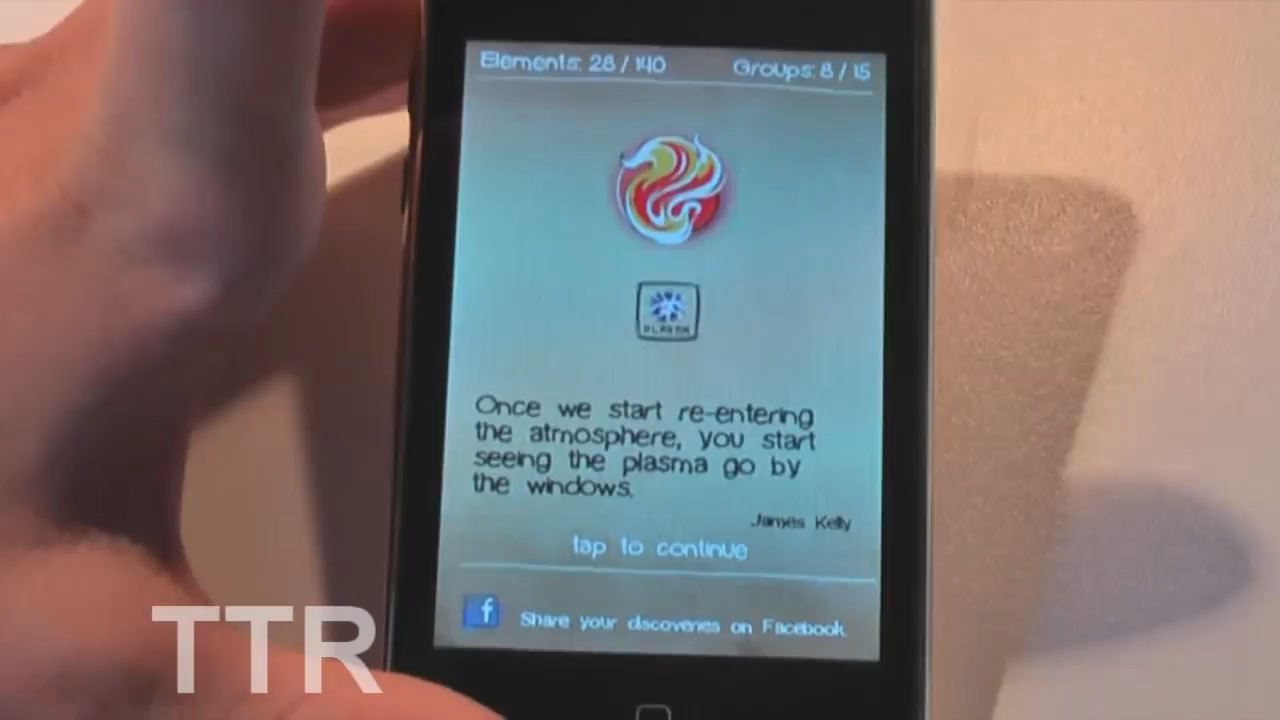 Elements: 28 / 140
Groups: 8 / 15
PLASMA
Once we start re-entering
the atmosphere, you start
seeing the plasma go by
the windows.
James Kelly
tap to continue
f
Share your discoveries on Facebook
TTR